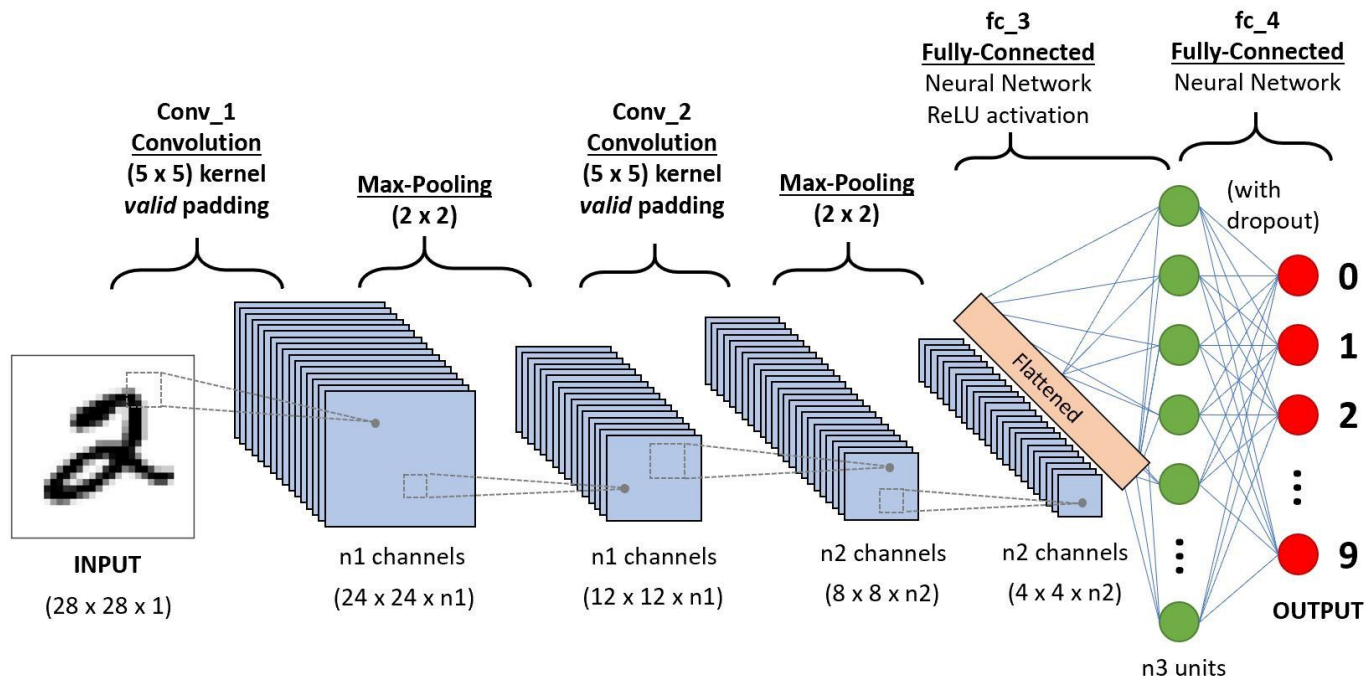 fc_3
Fully-Connected
Neural Network
ReLU activation
fc_4
Fully-Connected
Neural Network
Conv_1
Convolution
(5 x 5) kernel
valid padding
Max-Pooling
(2 x 2)
Conv_2
Convolution
(5 x 5) kernel
valid padding
Max-Pooling
(2 x 2)
(with
dropout)
0
1
2
9
Flattened
INPUT
(28 x 28 x 1)
n1 channels
(24 x 24 x n1)
n1 channels
(12 x 12 x n1)
n2 channels
(8 x 8 x n2)
n2 channels
(4 x 4 x n2)
OUTPUT
n3 units
2